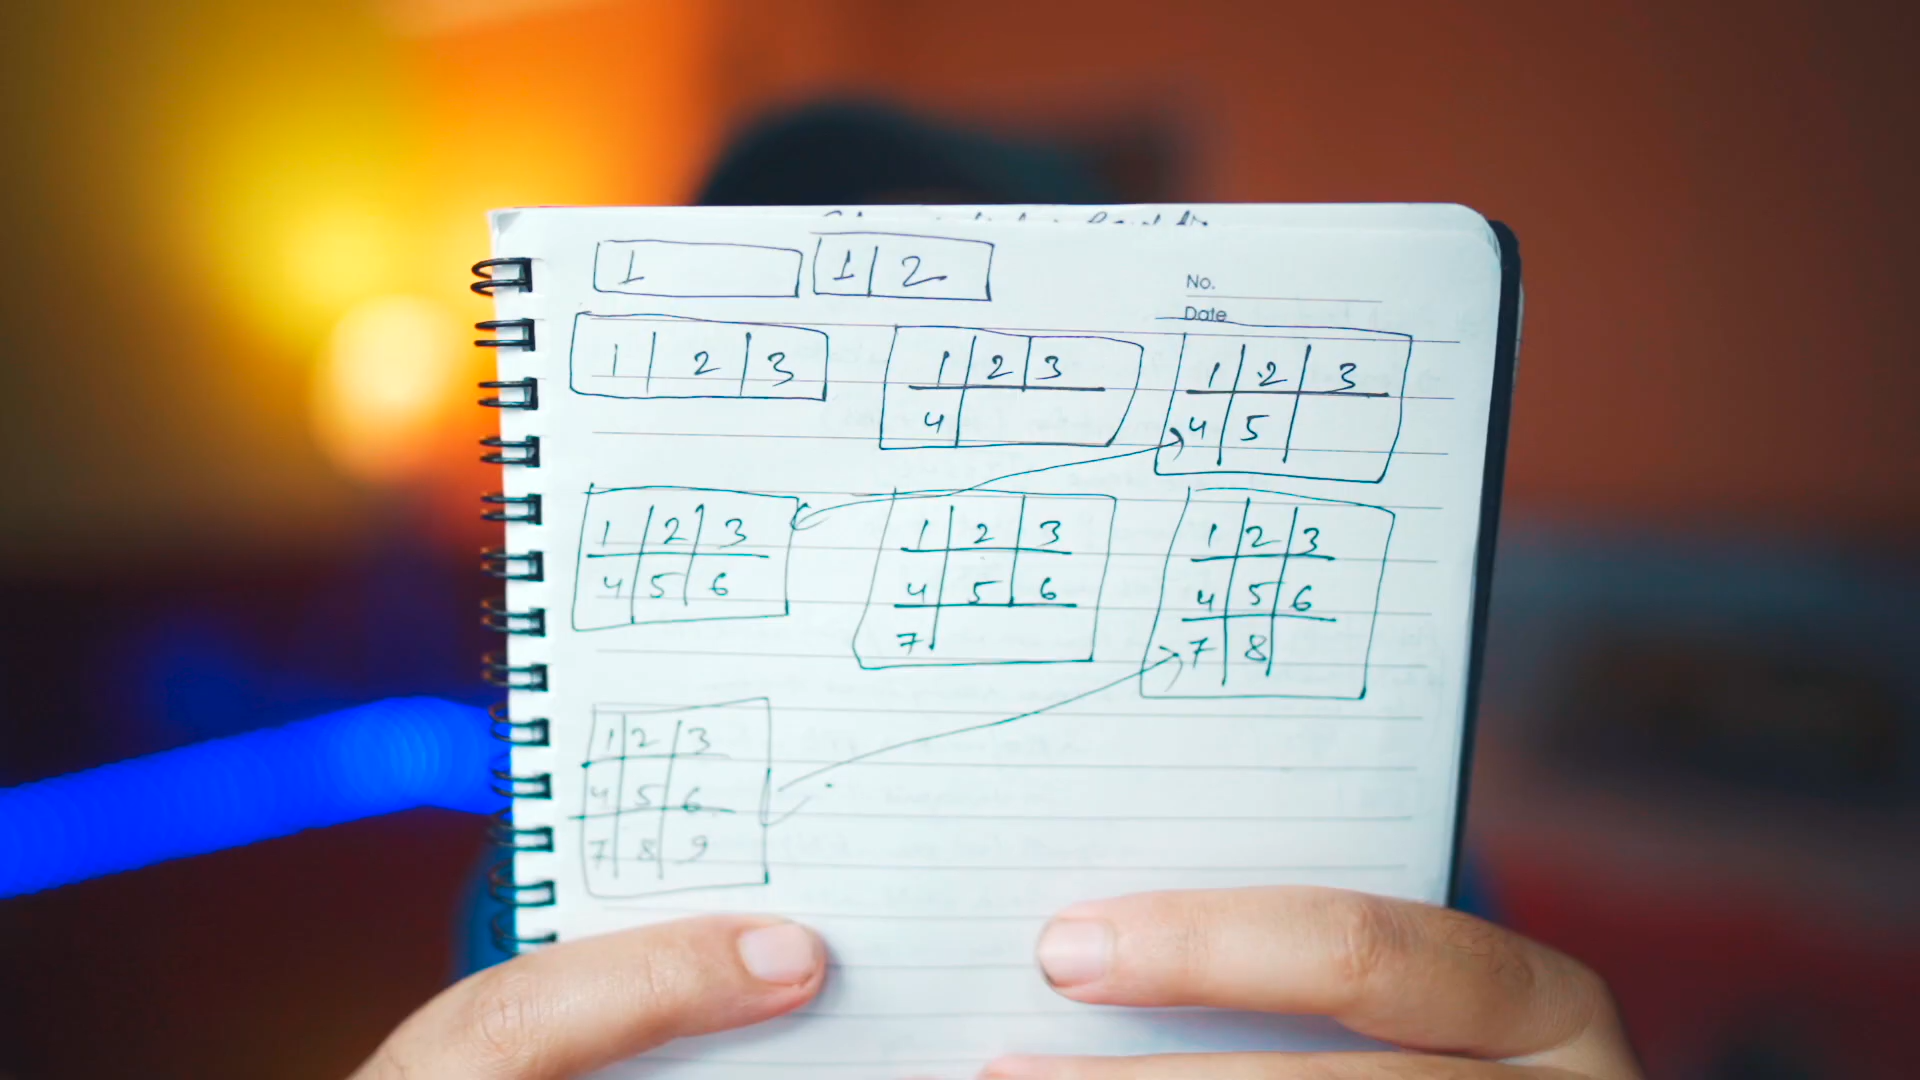 1 1 2
No.
Date
1 2 3 1 2 3 1 2 3
4 4 5
1 2 3 1 2 3 1 2 3
4 5 6 4 5 6 4 5 6
7 7 8
1 2 3
4 5 6
7 8 9